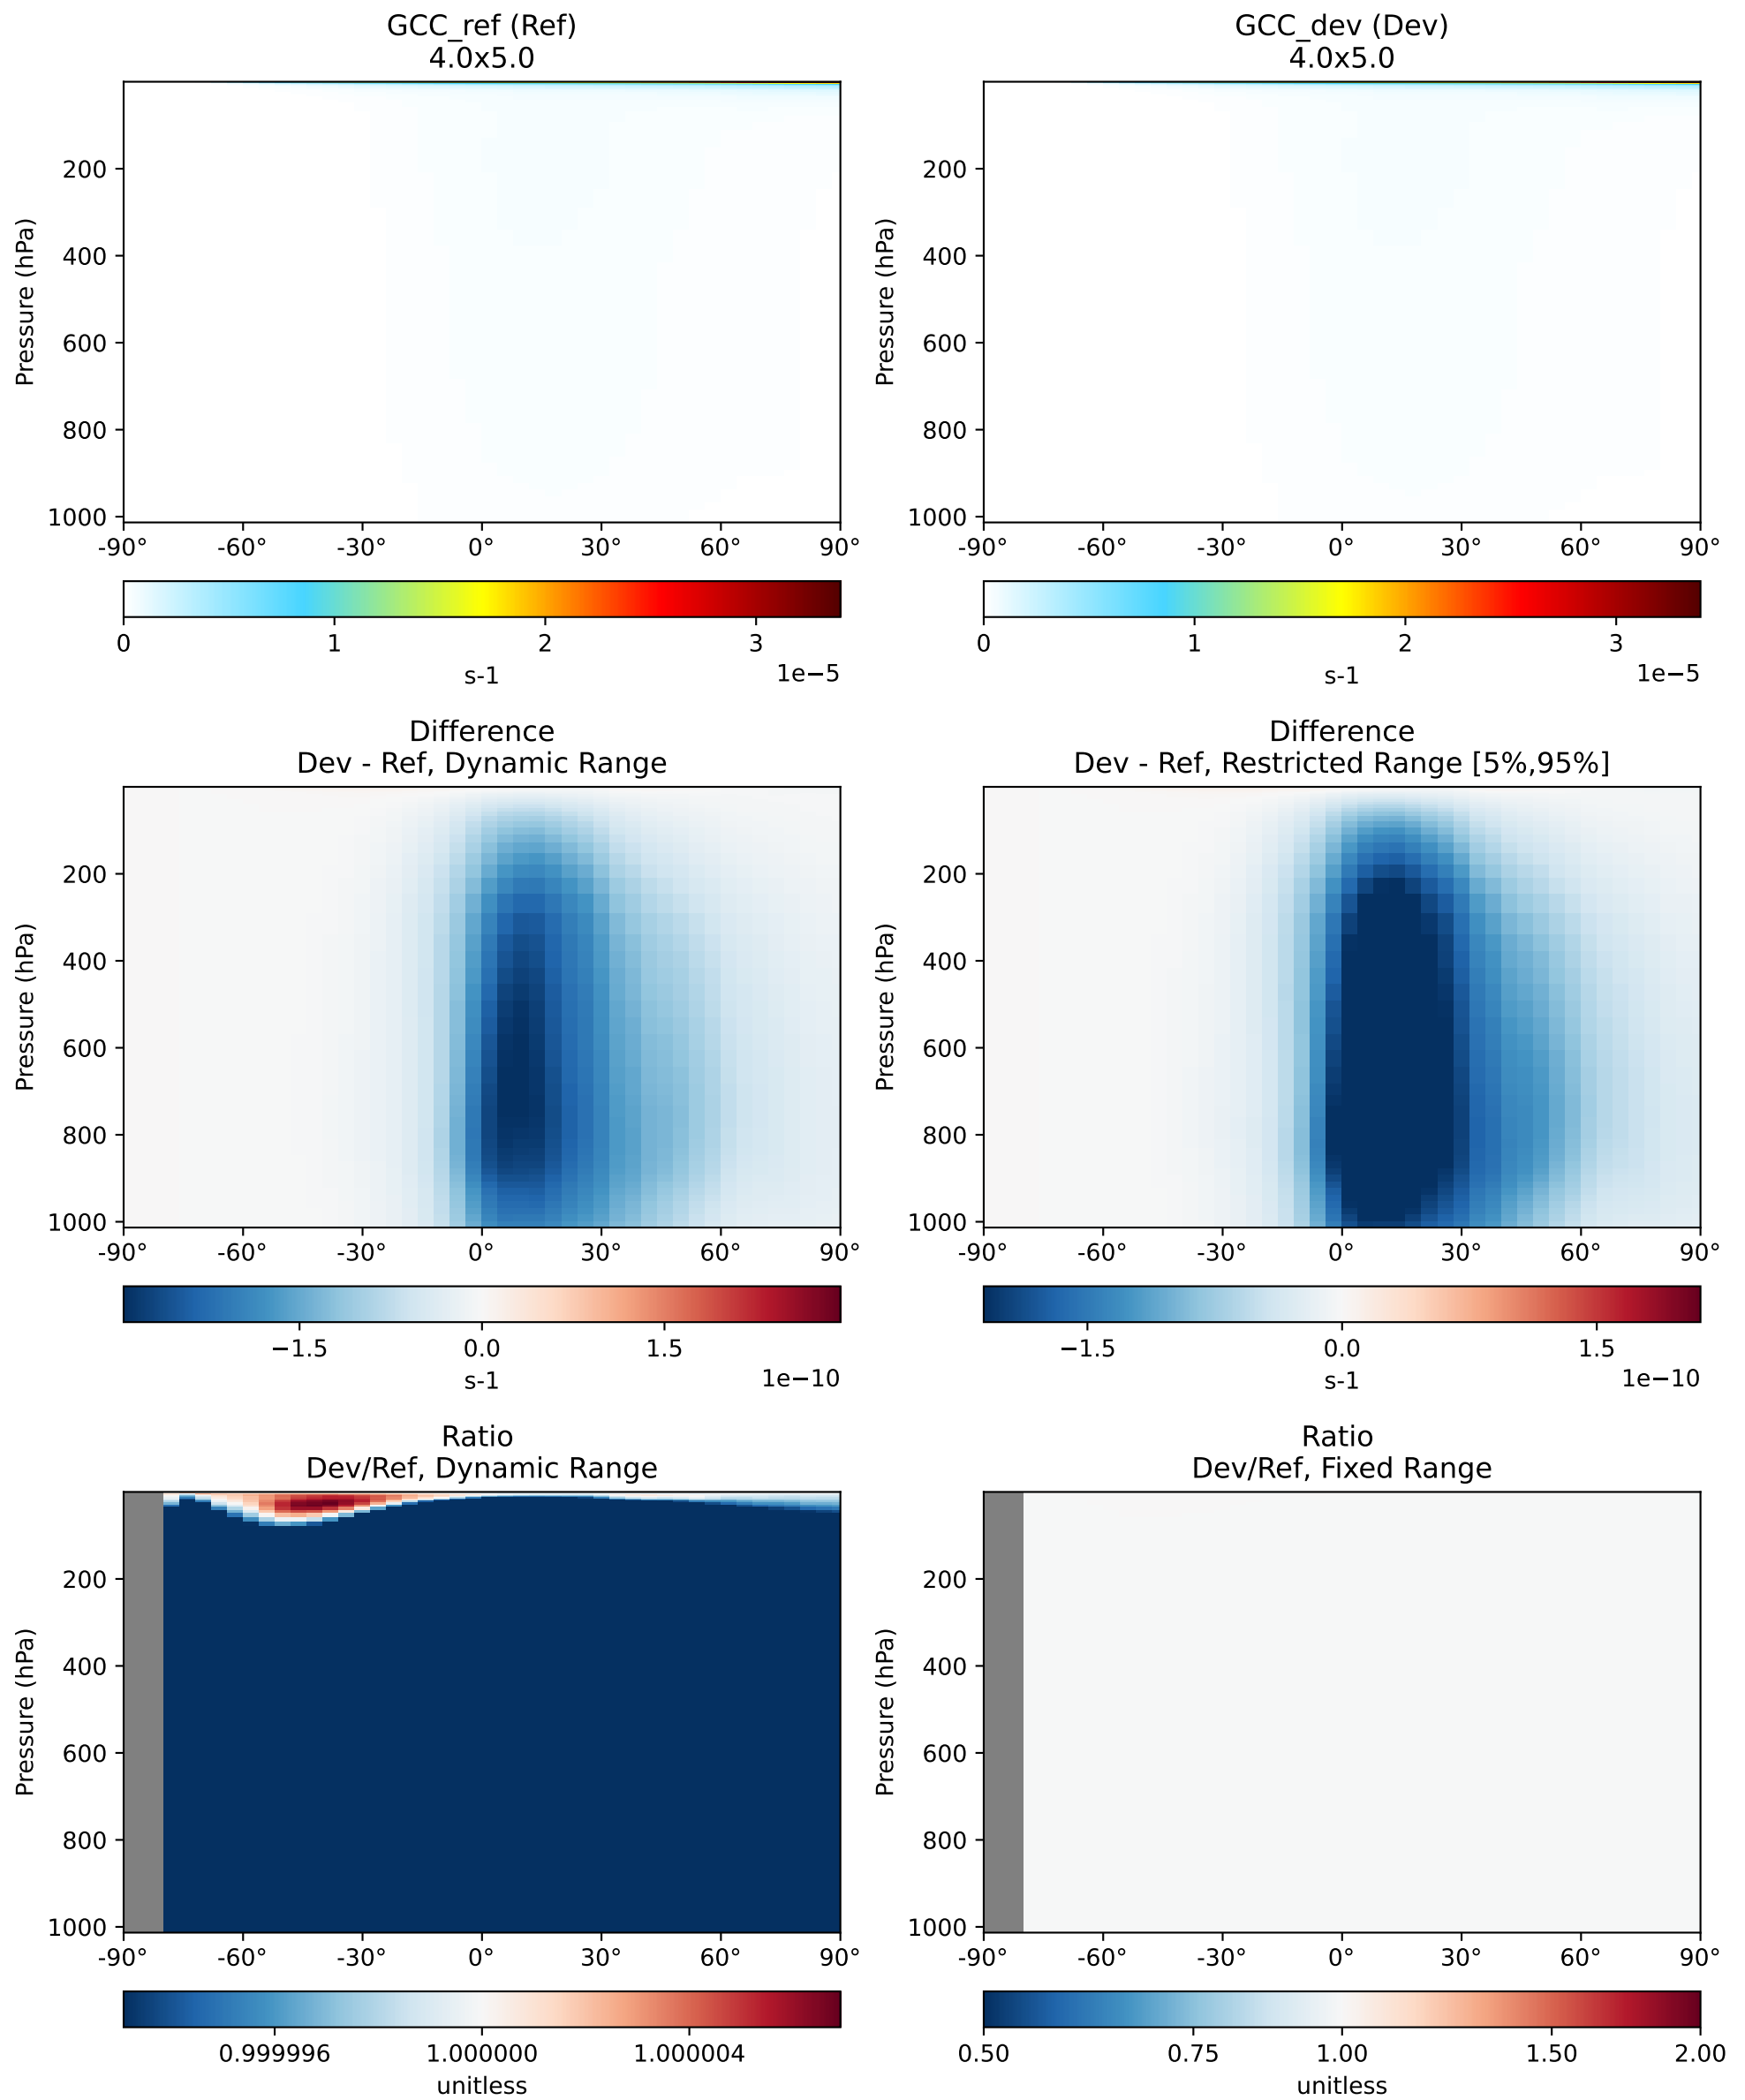 GCC_ref (Ref)
4.0x5.0
Pressure (hPa)
200
400
600
800
1000
-90° -60° -30° 0° 30° 60° 90°
0 1 2 3
s-1
1e−5
GCC_dev (Dev)
4.0x5.0
Pressure (hPa)
200
400
600
800
1000
-90° -60° -30° 0° 30° 60° 90°
0 1 2 3
s-1
1e−5
Difference
Dev - Ref, Dynamic Range
Pressure (hPa)
200
400
600
800
1000
-90° -60° -30° 0° 30° 60° 90°
−1.5 0.0 1.5
s-1
1e−10
Difference
Dev - Ref, Restricted Range [5%,95%]
Pressure (hPa)
200
400
600
800
1000
-90° -60° -30° 0° 30° 60° 90°
−1.5 0.0 1.5
s-1
1e−10
Ratio
Dev/Ref, Dynamic Range
Pressure (hPa)
200
400
600
800
1000
-90° -60° -30° 0° 30° 60° 90°
0.999996 1.000000 1.000004
unitless
Ratio
Dev/Ref, Fixed Range
Pressure (hPa)
200
400
600
800
1000
-90° -60° -30° 0° 30° 60° 90°
0.50 0.75 1.00 1.50 2.00
unitless